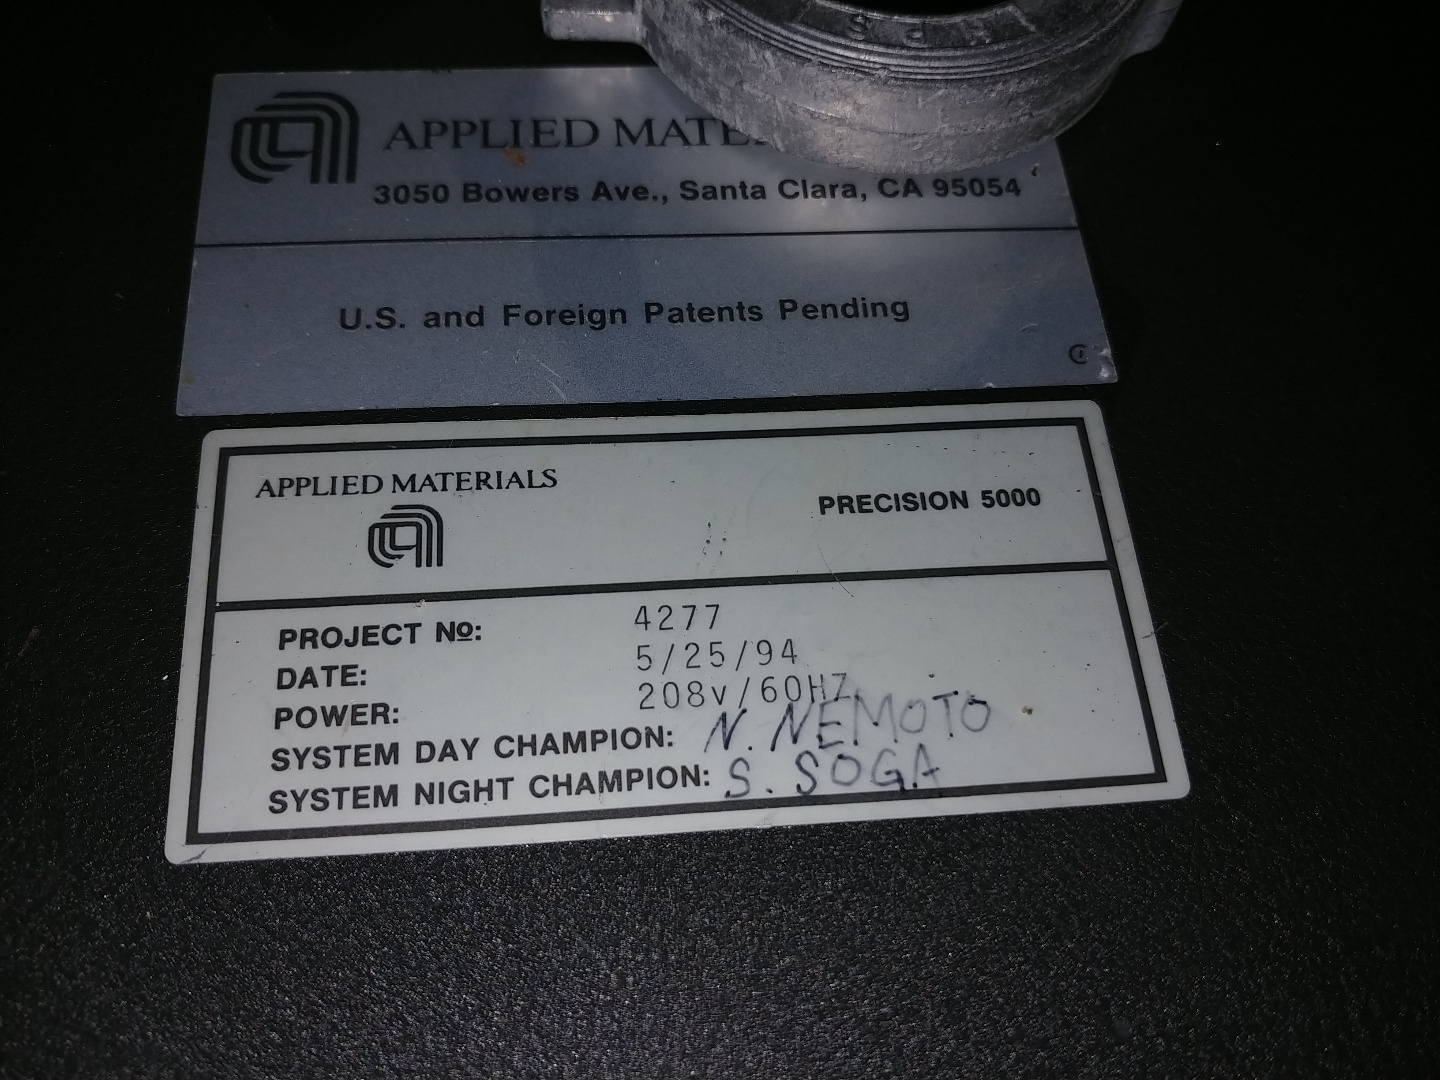 APPLIED MATE
3050 Bowers Ave., Santa Clara, CA 95054
U.S. and Foreign Patents Pending
APPLIED MATERIALS
PRECISION 5000
PROJECT Nº: 4277
DATE: 5/25/94
POWER: 208v/60HZ
SYSTEM DAY CHAMPION: N. NEMOTO
SYSTEM NIGHT CHAMPION: S. SOGA